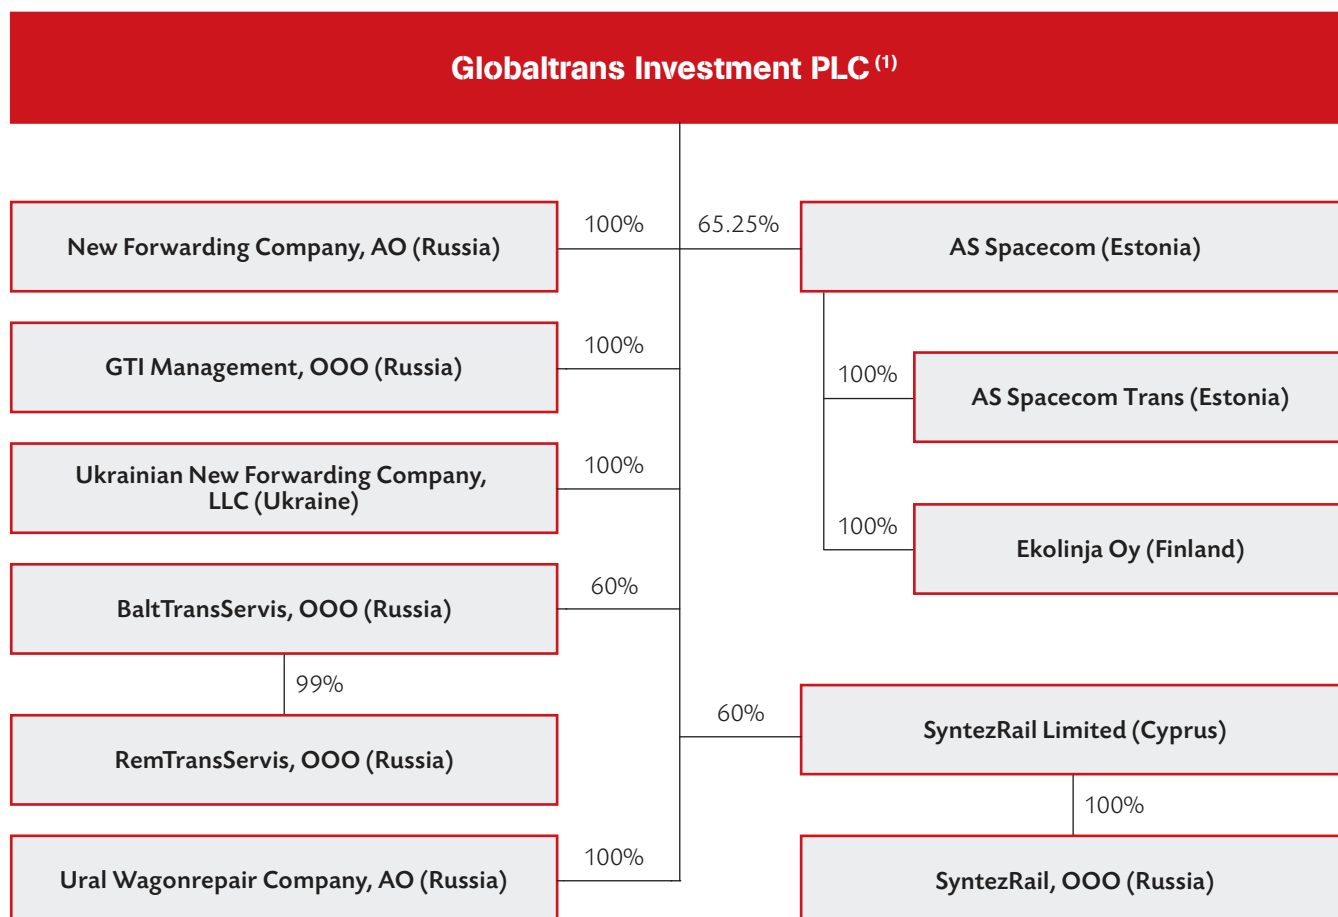 Globaltrans Investment PLC (1)
100%
65.25%
New Forwarding Company, AO (Russia)
AS Spacecom (Estonia)
100%
GTI Management, OOO (Russia)
100%
AS Spacecom Trans (Estonia)
100%
Ukrainian New Forwarding Company,
LLC (Ukraine)
100%
Ekolinja Oy (Finland)
60%
BaltTransServis, OOO (Russia)
99%
60%
SyntezRail Limited (Cyprus)
RemTransServis, OOO (Russia)
100%
100%
Ural Wagonrepair Company, AO (Russia)
SyntezRail, OOO (Russia)